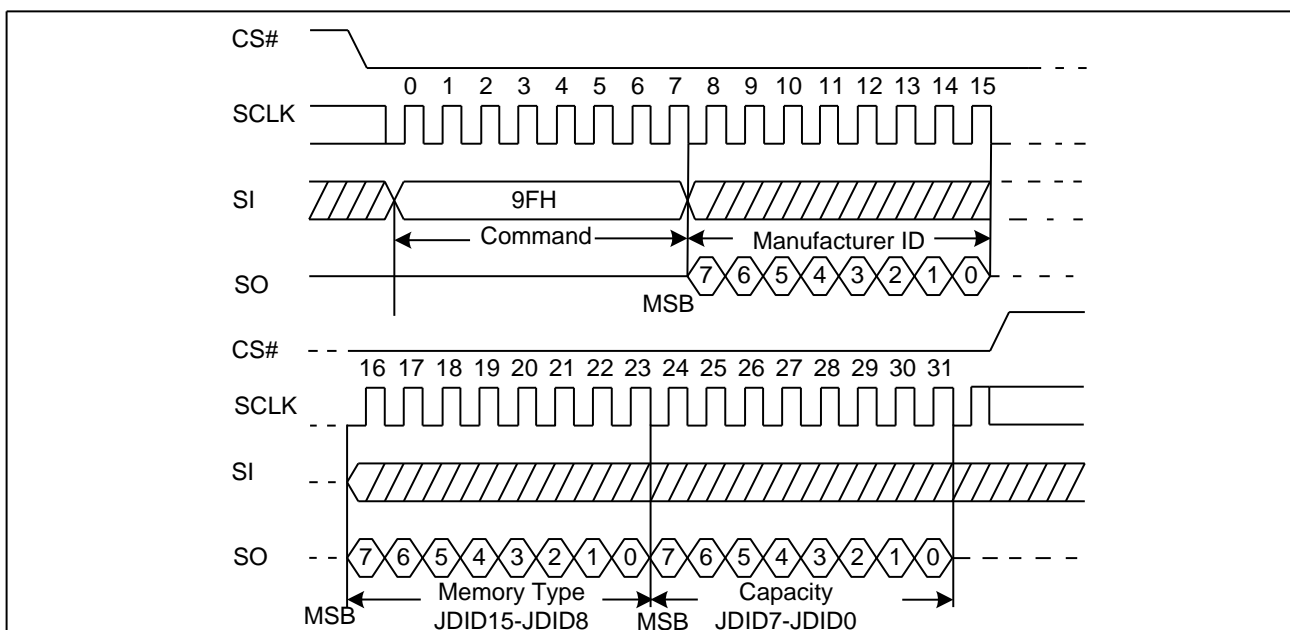 CS#
0 1 2 3 4 5 6 7 8 9 10 11 12 13 14 15
SCLK
SI 9FH
Command Manufacturer ID
SO 7 6 5 4 3 2 1 0
MSB
CS#
16 17 18 19 20 21 22 23 24 25 26 27 28 29 30 31
SCLK
SI
SO 7 6 5 4 3 2 1 0 7 6 5 4 3 2 1 0
Memory Type Capacity
MSB JDID15-JDID8 MSB JDID7-JDID0